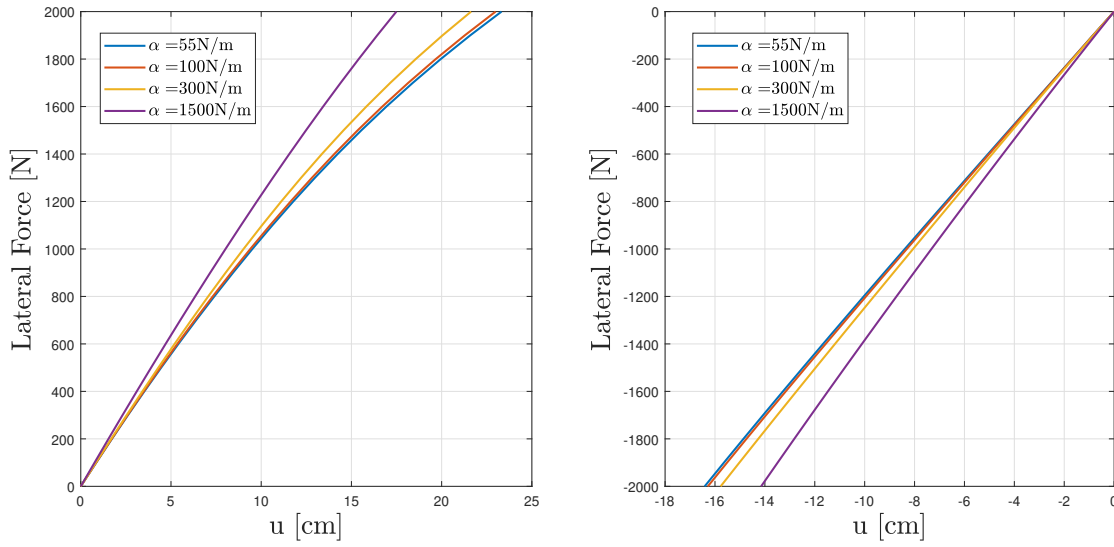 2000
1800
1600
1400
1200
1000
800
600
400
200
0
Lateral Force [N]
α =55N/m
α =100N/m
α =300N/m
α =1500N/m
0 5 10 15 20 25
u [cm]
0
-200
-400
-600
-800
-1000
-1200
-1400
-1600
-1800
-2000
Lateral Force [N]
α =55N/m
α =100N/m
α =300N/m
α =1500N/m
-18 -16 -14 -12 -10 -8 -6 -4 -2 0
u [cm]